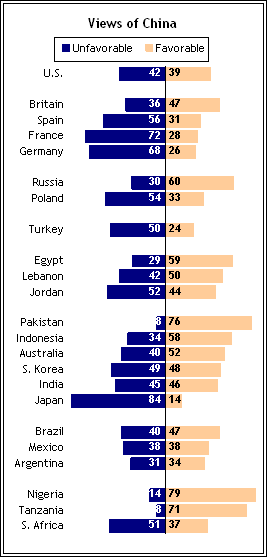 Views of China
Unfavorable Favorable
U.S. 42 39
Britain 36 47
Spain 56 31
France 72 28
Germany 68 26
Russia 30 60
Poland 54 33
Turkey 50 24
Egypt 29 59
Lebanon 42 50
Jordan 52 44
Pakistan 8 76
Indonesia 34 58
Australia 40 52
S. Korea 49 48
India 45 46
Japan 84 14
Brazil 40 47
Mexico 38 38
Argentina 31 34
Nigeria 14 79
Tanzania 8 71
S. Africa 51 37